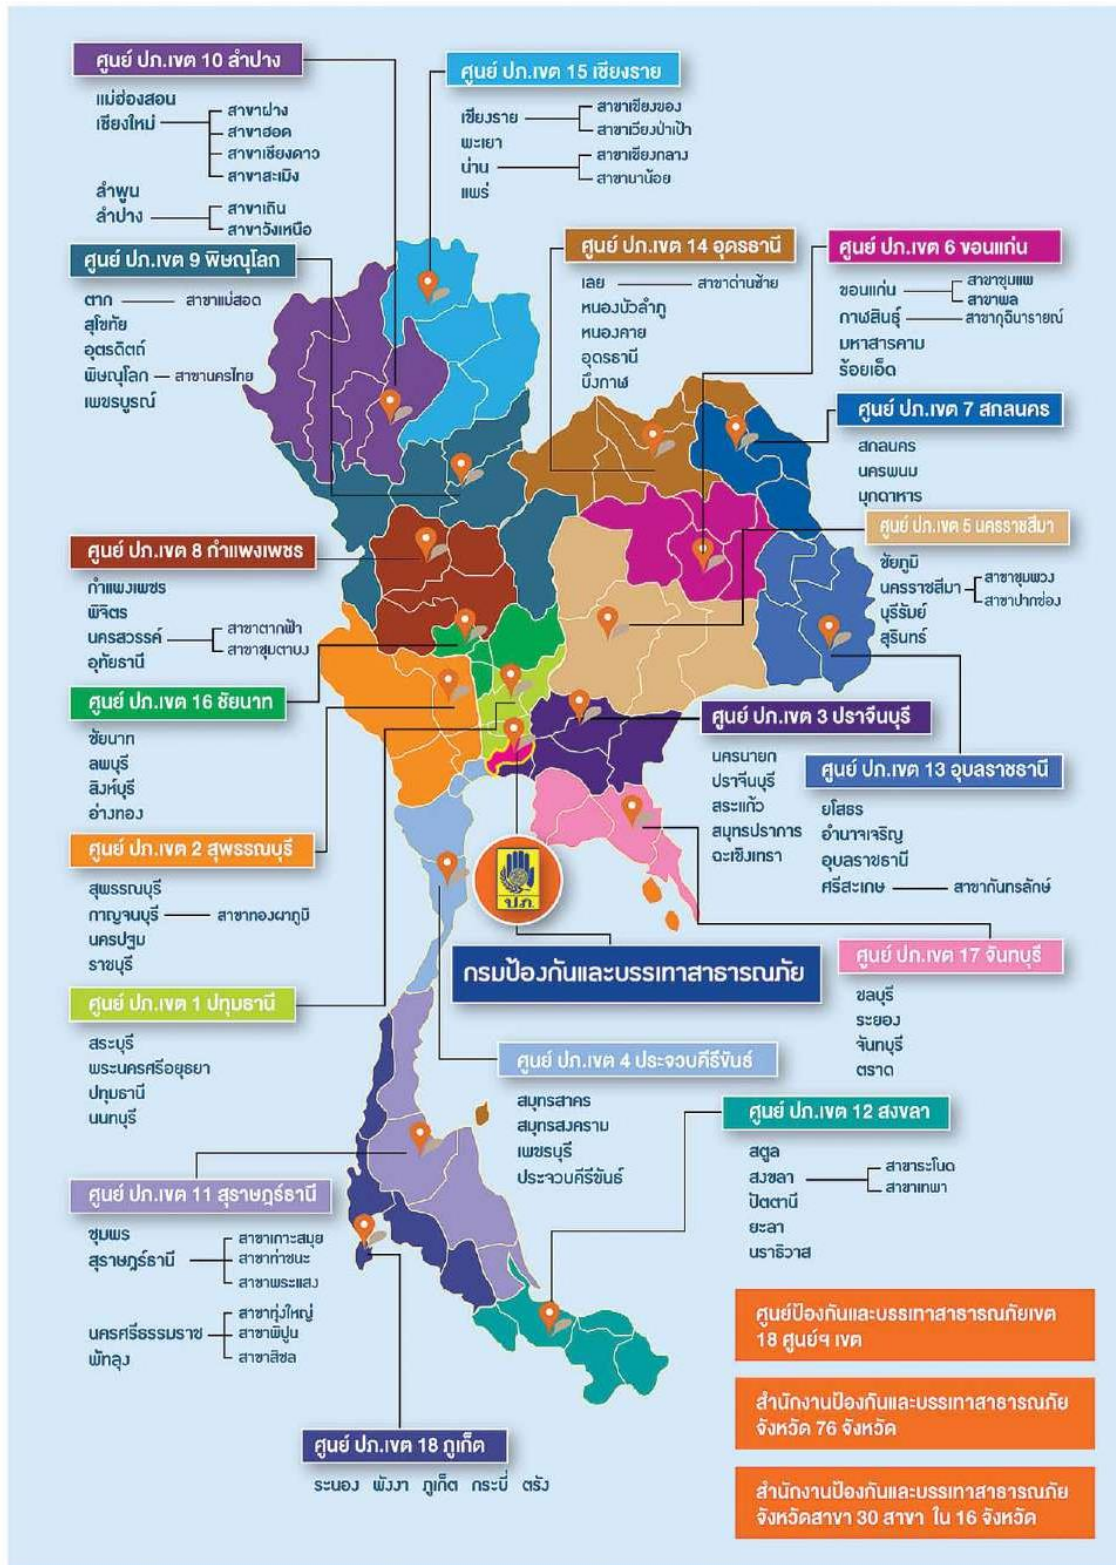 ศูนย์ ปภ.เขต 10 ลำปาง
แม่ฮ่องสอน
เชียงใหม่
สาขาฝาง
สาขาฮอด
สาขาเชียงดาว
สาขาสะเมิง
ลำพูน
ลำปาง
สาขาเถิน
สาขาวังเหนือ
ศูนย์ ปภ.เขต 15 เชียงราย
เชียงราย
สาขาเชียงของ
สาขาเวียงป่าเป้า
พะเยา
น่าน
สาขาเชียงกลาง
สาขานาน้อย
แพร่
ศูนย์ ปภ.เขต 9 พิษณุโลก
ตาก
สาขาแม่สอด
สุโขทัย
อุตรดิตถ์
พิษณุโลก
สาขานครไทย
เพชรบูรณ์
ศูนย์ ปภ.เขต 14 อุดรธานี
เลย
สาขาด่านซ้าย
หนองบัวลำภู
หนองคาย
อุดรธานี
บึงกาฬ
ศูนย์ ปภ.เขต 6 ขอนแก่น
ขอนแก่น
สาขาชุมแพ
สาขาพล
กาฬสินธุ์
สาขากุฉินารายณ์
มหาสารคาม
ร้อยเอ็ด
ศูนย์ ปภ.เขต 7 สกลนคร
สกลนคร
นครพนม
มุกดาหาร
ศูนย์ ปภ.เขต 5 นครราชสีมา
ชัยภูมิ
นครราชสีมา
สาขาชุมพวง
สาขาปากช่อง
บุรีรัมย์
สุรินทร์
ศูนย์ ปภ.เขต 8 กำแพงเพชร
กำแพงเพชร
พิจิตร
นครสวรรค์
สาขาตากฟ้า
สาขาชุมตาบง
อุทัยธานี
ศูนย์ ปภ.เขต 16 ชัยนาท
ชัยนาท
ลพบุรี
สิงห์บุรี
อ่างทอง
ศูนย์ ปภ.เขต 3 ปราจีนบุรี
นครนายก
ปราจีนบุรี
สระแก้ว
สมุทรปราการ
ฉะเชิงเทรา
ศูนย์ ปภ.เขต 13 อุบลราชธานี
ยโสธร
อำนาจเจริญ
อุบลราชธานี
ศรีสะเกษ
สาขากันทรลักษ์
ศูนย์ ปภ.เขต 2 สุพรรณบุรี
สุพรรณบุรี
กาญจนบุรี
สาขาทองผาภูมิ
นครปฐม
ราชบุรี
ปภ.
กรมป้องกันและบรรเทาสาธารณภัย
ศูนย์ ปภ.เขต 17 จันทบุรี
ชลบุรี
ระยอง
จันทบุรี
ตราด
ศูนย์ ปภ.เขต 1 ปทุมธานี
สระบุรี
พระนครศรีอยุธยา
ปทุมธานี
นนทบุรี
ศูนย์ ปภ.เขต 4 ประจวบคีรีขันธ์
สมุทรสาคร
สมุทรสงคราม
เพชรบุรี
ประจวบคีรีขันธ์
ศูนย์ ปภ.เขต 12 สงขลา
สตูล
สงขลา
สาขาระโนด
สาขาเทพา
ปัตตานี
ยะลา
นราธิวาส
ศูนย์ ปภ.เขต 11 สุราษฎร์ธานี
ชุมพร
สุราษฎร์ธานี
สาขาเกาะสมุย
สาขาท่าชนะ
สาขาพระแสง
นครศรีธรรมราช
สาขาทุ่งใหญ่
สาขาพิปูน
สาขาสิชล
พัทลุง
ศูนย์ ปภ.เขต 18 ภูเก็ต
ระนอง พังงา ภูเก็ต กระบี่ ตรัง
ศูนย์ป้องกันและบรรเทาสาธารณภัยเขต
18 ศูนย์ฯ เขต
สำนักงานป้องกันและบรรเทาสาธารณภัย
จังหวัด 76 จังหวัด
สำนักงานป้องกันและบรรเทาสาธารณภัย
จังหวัดสาขา 30 สาขา ใน 16 จังหวัด